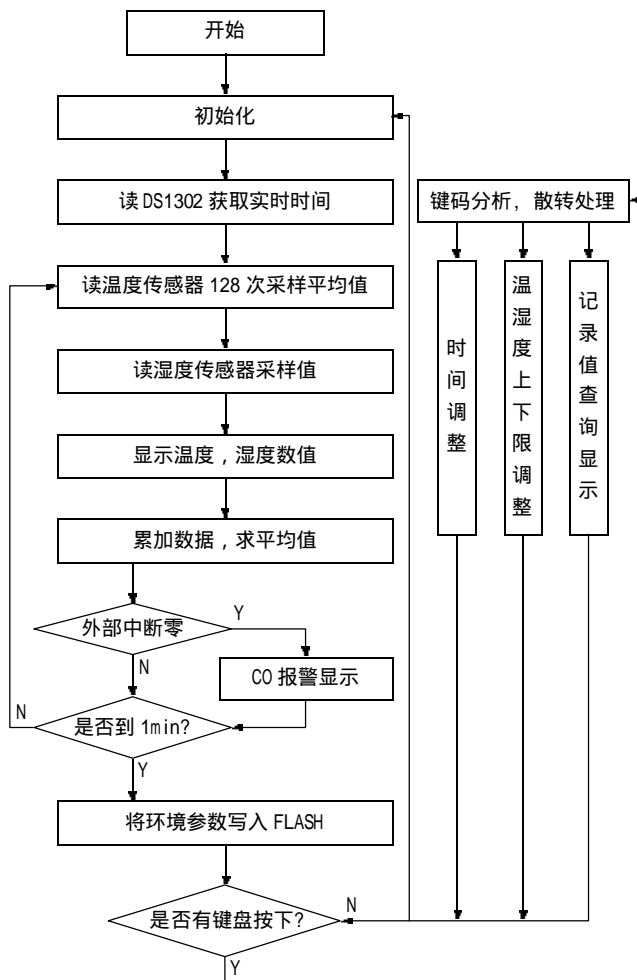 开始
初始化
读DS1302获取实时时间
键码分析，散转处理
读温度传感器128次采样平均值
时间调整
温湿度上下限调整
记录值查询显示
读湿度传感器采样值
显示温度，湿度数值
累加数据，求平均值
外部中断零
Y
N
CO报警显示
是否到1min?
N
Y
将环境参数写入FLASH
是否有键盘按下?
N
Y